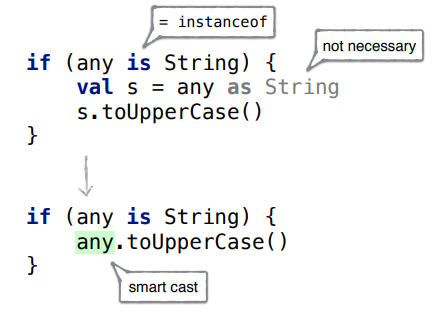 = instanceof
not necessary
if (any is String) {
    val s = any as String
    s.toUpperCase()
}
if (any is String) {
    any.toUpperCase()
}
smart cast